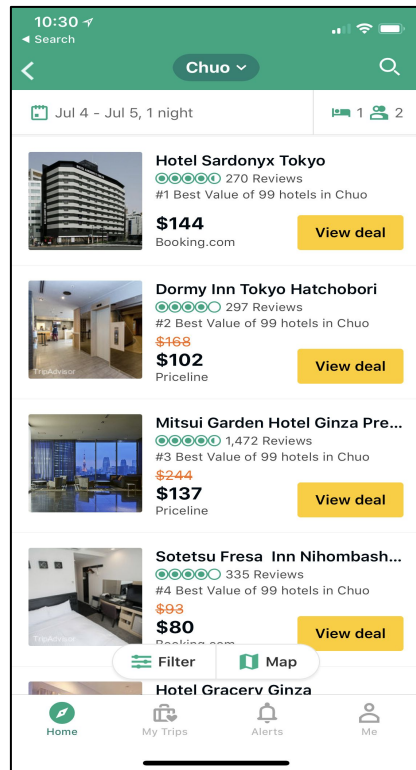 10:30
◀ Search
Chuo
Jul 4 - Jul 5, 1 night
1
2
Hotel Sardonyx Tokyo
270 Reviews
#1 Best Value of 99 hotels in Chuo
$144
Booking.com
View deal
Dormy Inn Tokyo Hatchobori
297 Reviews
#2 Best Value of 99 hotels in Chuo
$168
$102
Priceline
View deal
TripAdvisor
Mitsui Garden Hotel Ginza Pre...
1,472 Reviews
#3 Best Value of 99 hotels in Chuo
$244
$137
Priceline
View deal
Sotetsu Fresa Inn Nihombash...
335 Reviews
#4 Best Value of 99 hotels in Chuo
$93
$80
Booking.com
View deal
TripAdvisor
Filter
Map
Hotel Gracery Ginza
Home
My Trips
Alerts
Me